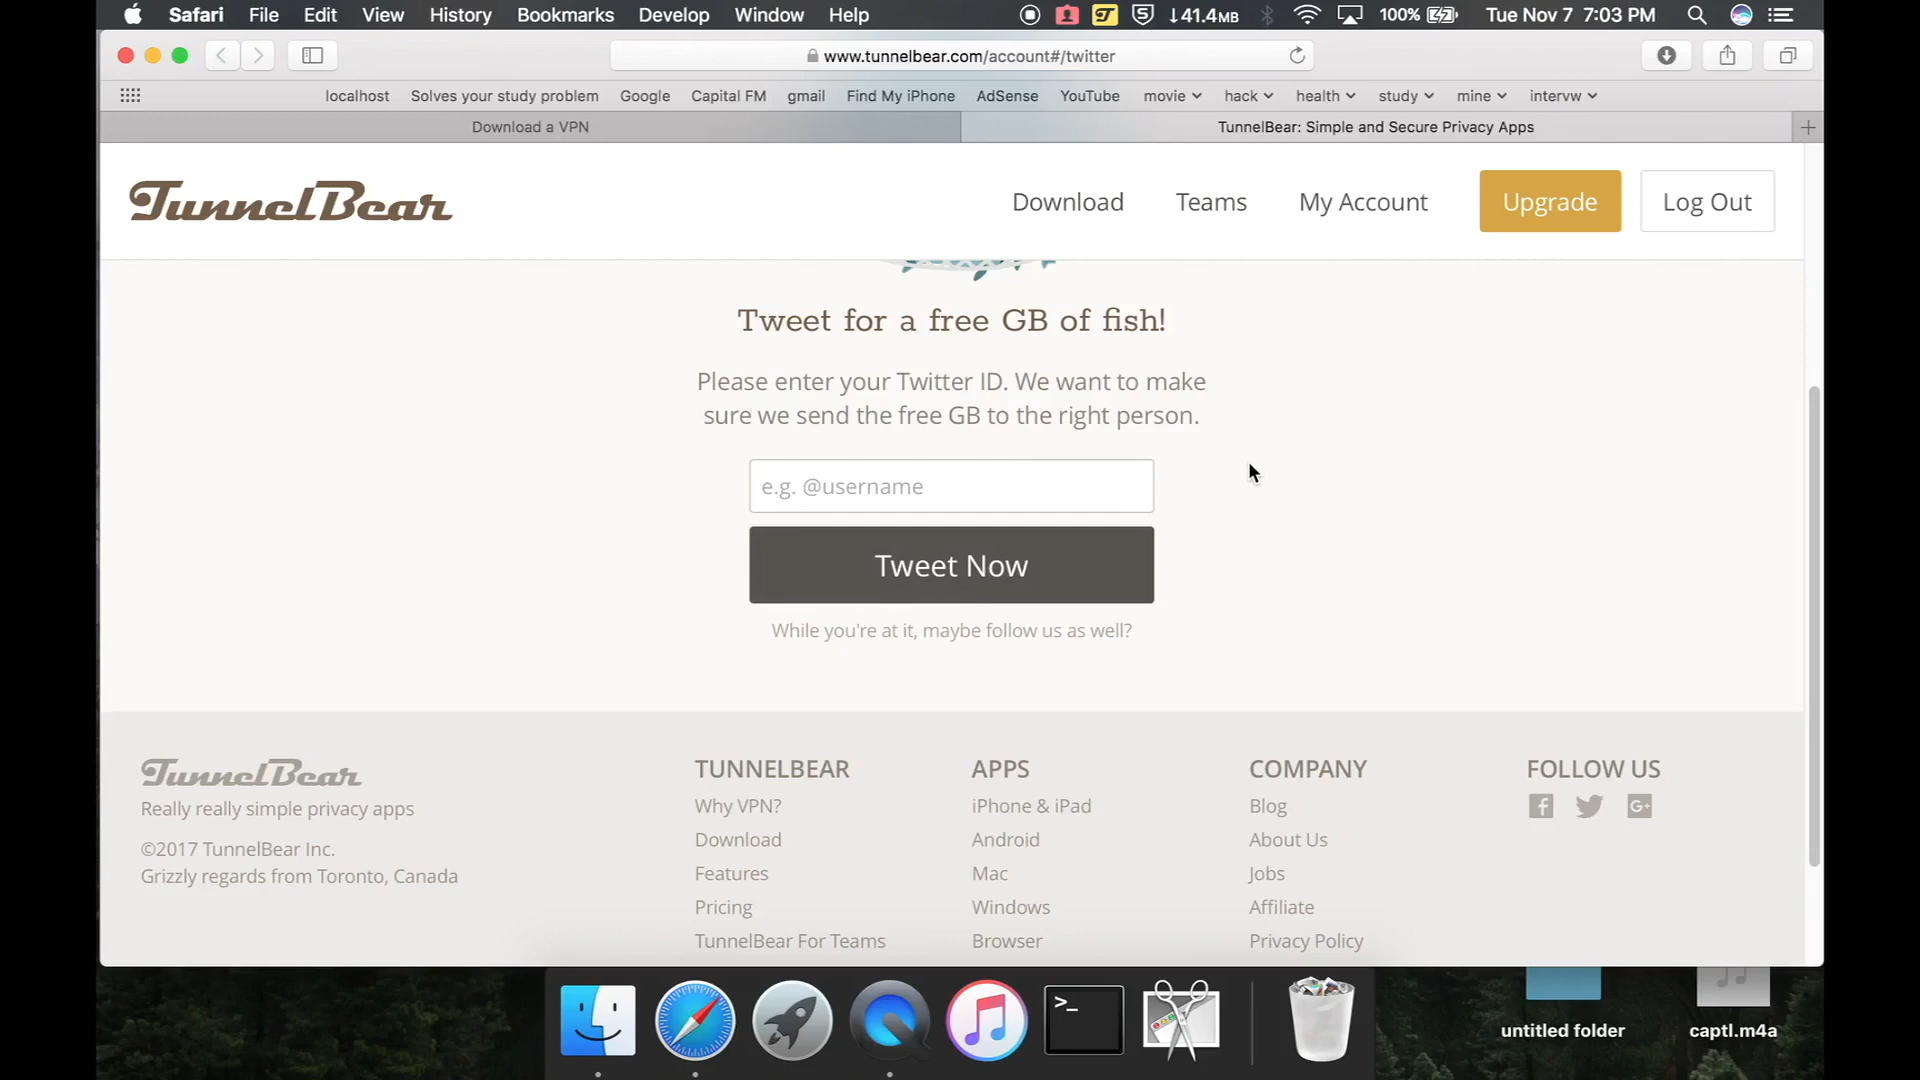 Safari File Edit View History Bookmarks Develop Window Help ↓41.4MB 100% Tue Nov 7 7:03 PM
www.tunnelbear.com/account#/twitter
localhost Solves your study problem Google Capital FM gmail Find My iPhone AdSense YouTube movie hack health study mine intervw
Download a VPN TunnelBear: Simple and Secure Privacy Apps
TunnelBear Download Teams My Account Upgrade Log Out
Tweet for a free GB of fish!
Please enter your Twitter ID. We want to make
sure we send the free GB to the right person.
e.g. @username
Tweet Now
While you're at it, maybe follow us as well?
TunnelBear
Really really simple privacy apps
©2017 TunnelBear Inc.
Grizzly regards from Toronto, Canada
TUNNELBEAR
Why VPN?
Download
Features
Pricing
TunnelBear For Teams
APPS
iPhone & iPad
Android
Mac
Windows
Browser
COMPANY
Blog
About Us
Jobs
Affiliate
Privacy Policy
FOLLOW US
untitled folder
captl.m4a